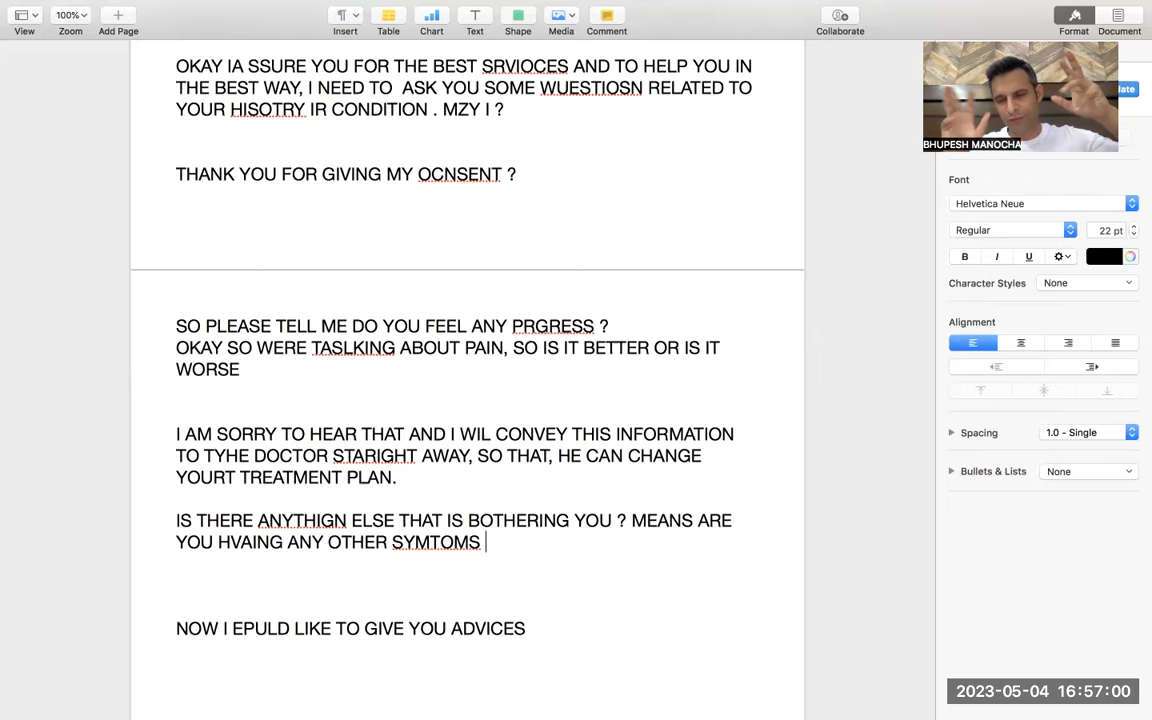 View
100%
Zoom
Add Page
Insert
Table
Chart
Text
Shape
Media
Comment
Collaborate
Format
Document
OKAY IA SSURE YOU FOR THE BEST SRVIOCES AND TO HELP YOU IN
THE BEST WAY, I NEED TO ASK YOU SOME WUESTIOSN RELATED TO
YOUR HISOTRY IR CONDITION . MZY I ?
THANK YOU FOR GIVING MY OCNSENT ?
SO PLEASE TELL ME DO YOU FEEL ANY PRGRESS ?
OKAY SO WERE TASLKING ABOUT PAIN, SO IS IT BETTER OR IS IT
WORSE
I AM SORRY TO HEAR THAT AND I WIL CONVEY THIS INFORMATION
TO TYHE DOCTOR STARIGHT AWAY, SO THAT, HE CAN CHANGE
YOURT TREATMENT PLAN.
IS THERE ANYTHIGN ELSE THAT IS BOTHERING YOU ? MEANS ARE
YOU HVAING ANY OTHER SYMTOMS
NOW I EPULD LIKE TO GIVE YOU ADVICES
BHUPESH MANOCHA
Font
Helvetica Neue
Regular
22 pt
B I U
Character Styles
None
Alignment
Spacing
1.0 - Single
Bullets & Lists
None
2023-05-04 16:57:00